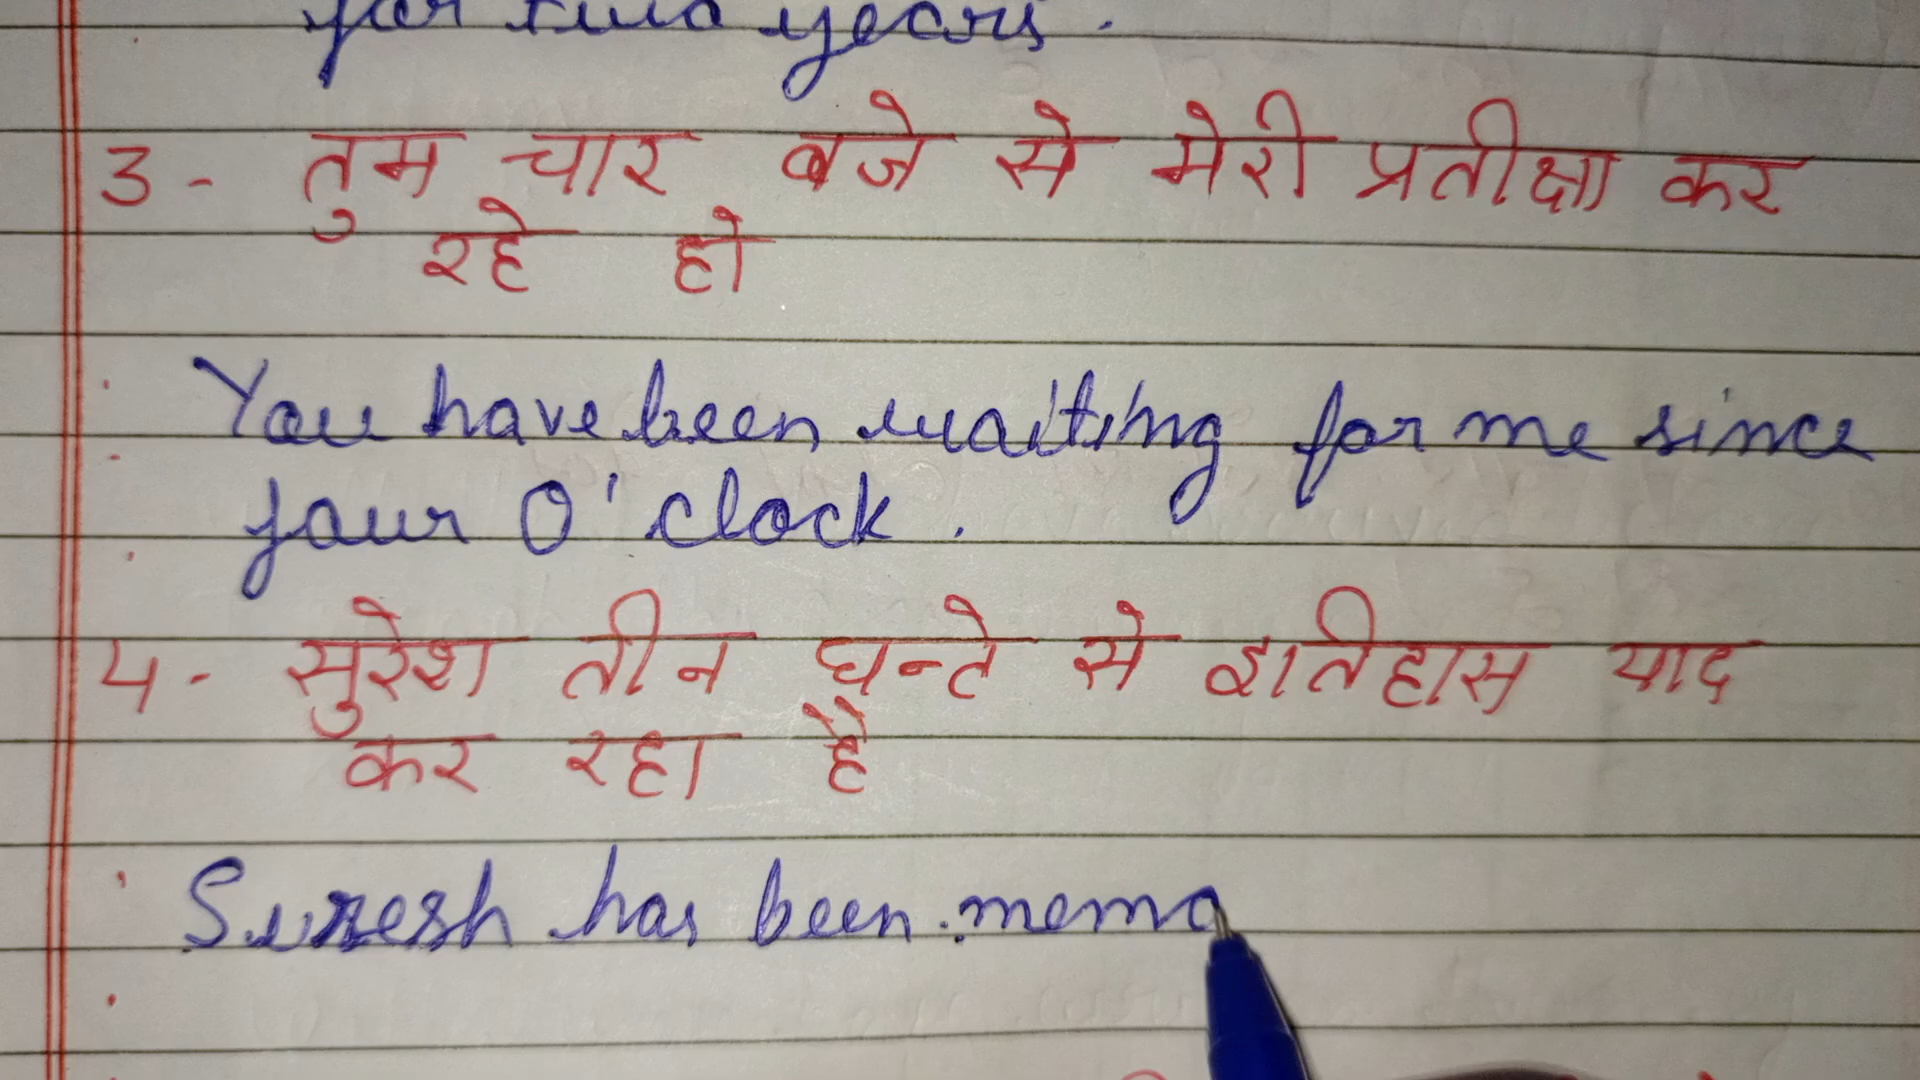 for two years.
3- तुम चार बजे से मेरी प्रतीक्षा कर
रहे हो
You have been waiting for me since
four O'clock.
4- सुरेश तीन घन्टे से इतिहास याद
कर रहा है
Suresh has been memo